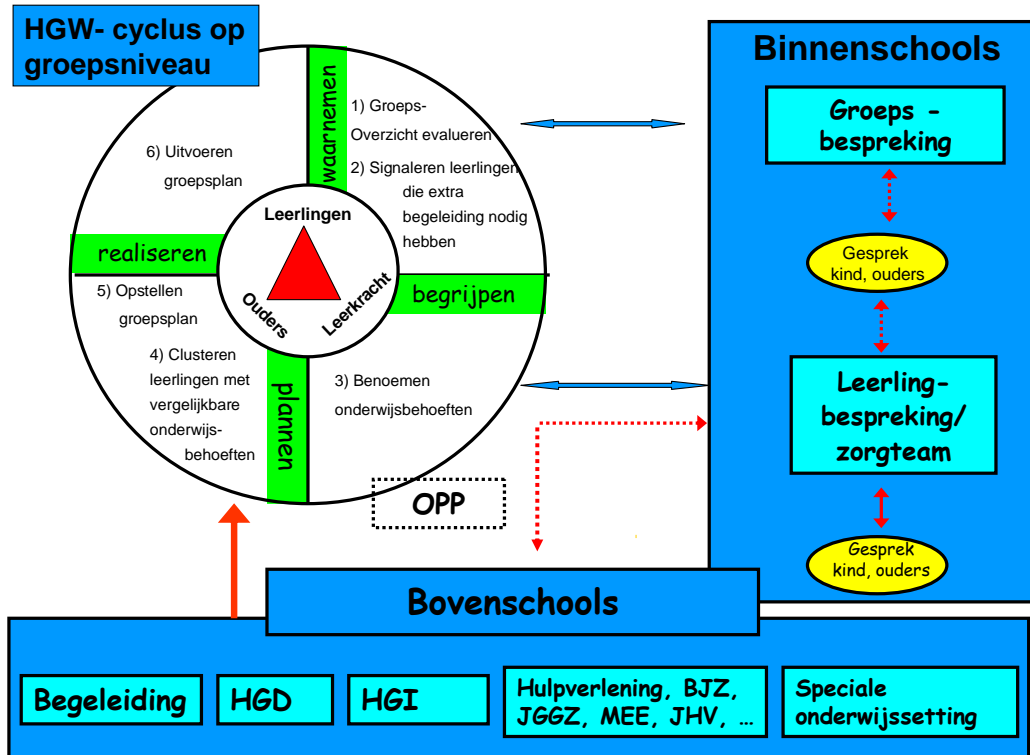 HGW- cyclus op
groepsniveau
waarnemen
1) Groeps-
Overzicht evalueren
2) Signaleren leerlingen
die extra
begeleiding nodig
hebben
begrijpen
3) Benoemen
onderwijsbehoeften
plannen
4) Clusteren
leerlingen met
vergelijkbare
onderwijs-
behoeften
5) Opstellen
groepsplan
realiseren
6) Uitvoeren
groepsplan
Leerlingen
Ouders
Leerkracht
OPP
Binnenschools
Groeps -
bespreking
Gesprek
kind, ouders
Leerling-
bespreking/
zorgteam
Gesprek
kind, ouders
Bovenschools
Begeleiding
HGD
HGI
Hulpverlening, BJZ,
JGGZ, MEE, JHV, …
Speciale
onderwijssetting